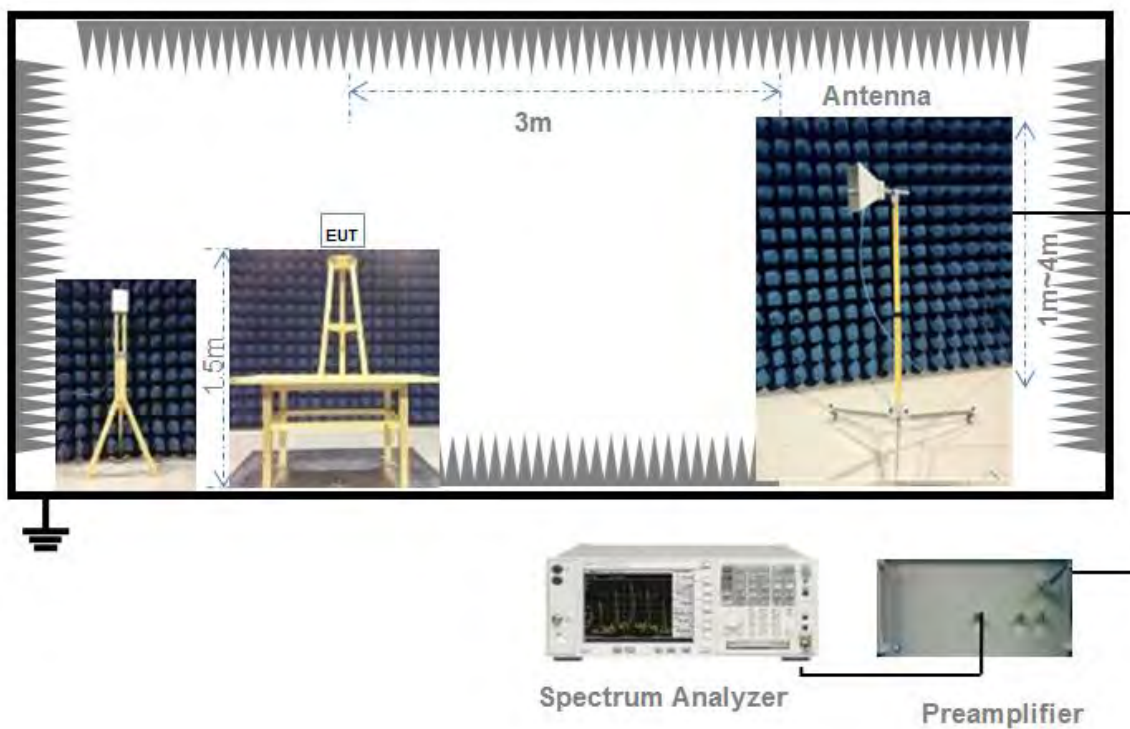 Antenna
3m
EUT
1.5m
1m~4m
Spectrum Analyzer
Preamplifier